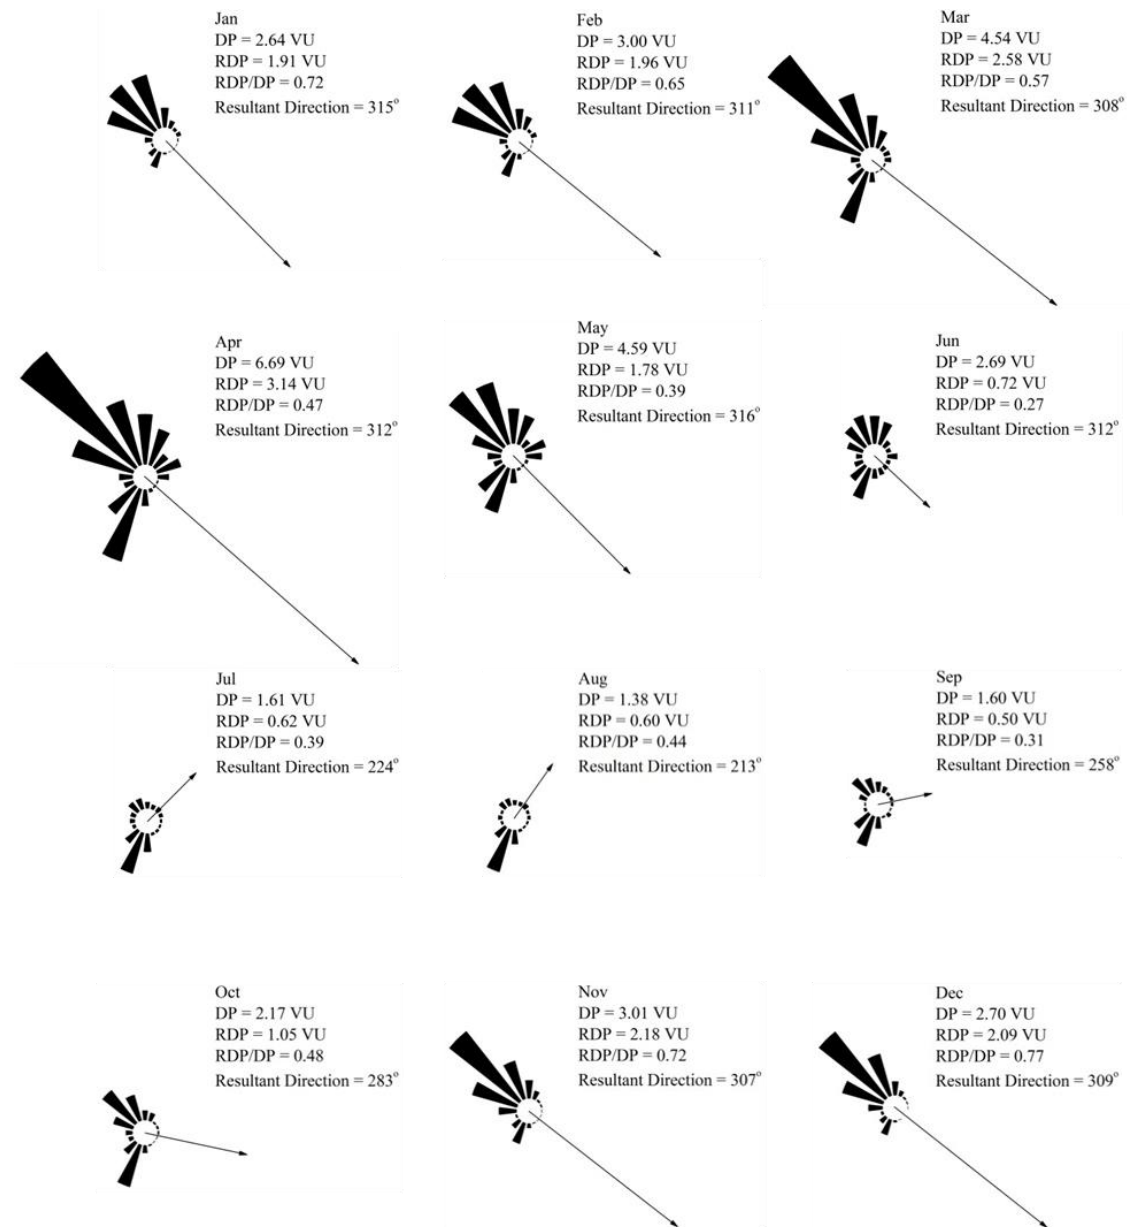 Jan
DP = 2.64 VU
RDP = 1.91 VU
RDP/DP = 0.72
Resultant Direction = 315°
Feb
DP = 3.00 VU
RDP = 1.96 VU
RDP/DP = 0.65
Resultant Direction = 311°
Mar
DP = 4.54 VU
RDP = 2.58 VU
RDP/DP = 0.57
Resultant Direction = 308°
Apr
DP = 6.69 VU
RDP = 3.14 VU
RDP/DP = 0.47
Resultant Direction = 312°
May
DP = 4.59 VU
RDP = 1.78 VU
RDP/DP = 0.39
Resultant Direction = 316°
Jun
DP = 2.69 VU
RDP = 0.72 VU
RDP/DP = 0.27
Resultant Direction = 312°
Jul
DP = 1.61 VU
RDP = 0.62 VU
RDP/DP = 0.39
Resultant Direction = 224°
Aug
DP = 1.38 VU
RDP = 0.60 VU
RDP/DP = 0.44
Resultant Direction = 213°
Sep
DP = 1.60 VU
RDP = 0.50 VU
RDP/DP = 0.31
Resultant Direction = 258°
Oct
DP = 2.17 VU
RDP = 1.05 VU
RDP/DP = 0.48
Resultant Direction = 283°
Nov
DP = 3.01 VU
RDP = 2.18 VU
RDP/DP = 0.72
Resultant Direction = 307°
Dec
DP = 2.70 VU
RDP = 2.09 VU
RDP/DP = 0.77
Resultant Direction = 309°